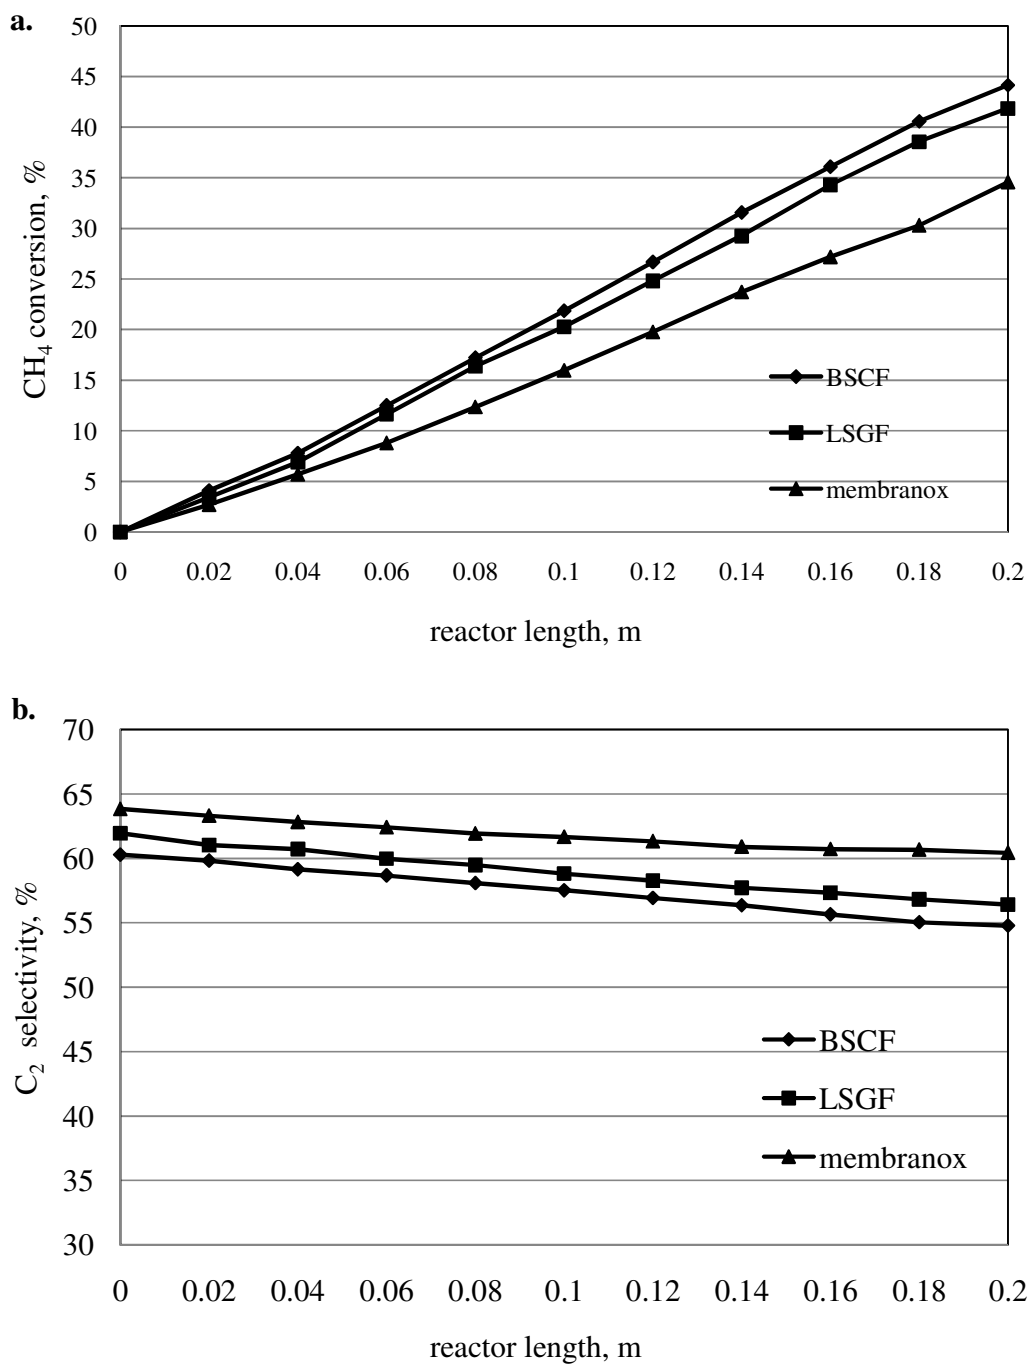 a.
50
45
40
35
30
25
20
15
10
5
0
CH4 conversion, %
BSCF
LSGF
membranox
0 0.02 0.04 0.06 0.08 0.1 0.12 0.14 0.16 0.18 0.2
reactor length, m
b.
70
65
60
55
50
45
40
35
30
C2 selectivity, %
BSCF
LSGF
membranox
0 0.02 0.04 0.06 0.08 0.1 0.12 0.14 0.16 0.18 0.2
reactor length, m